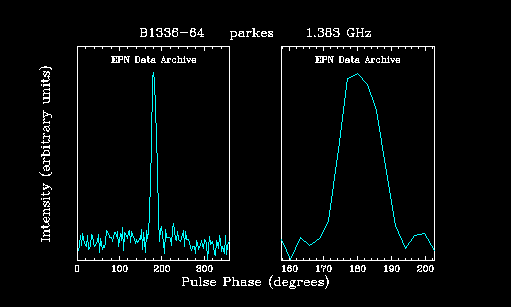 B1336-64 parkes 1.383 GHz
EPN Data Archive EPN Data Archive
Intensity (arbitrary units)
0 100 200 300 160 170 180 190 200
Pulse Phase (degrees)